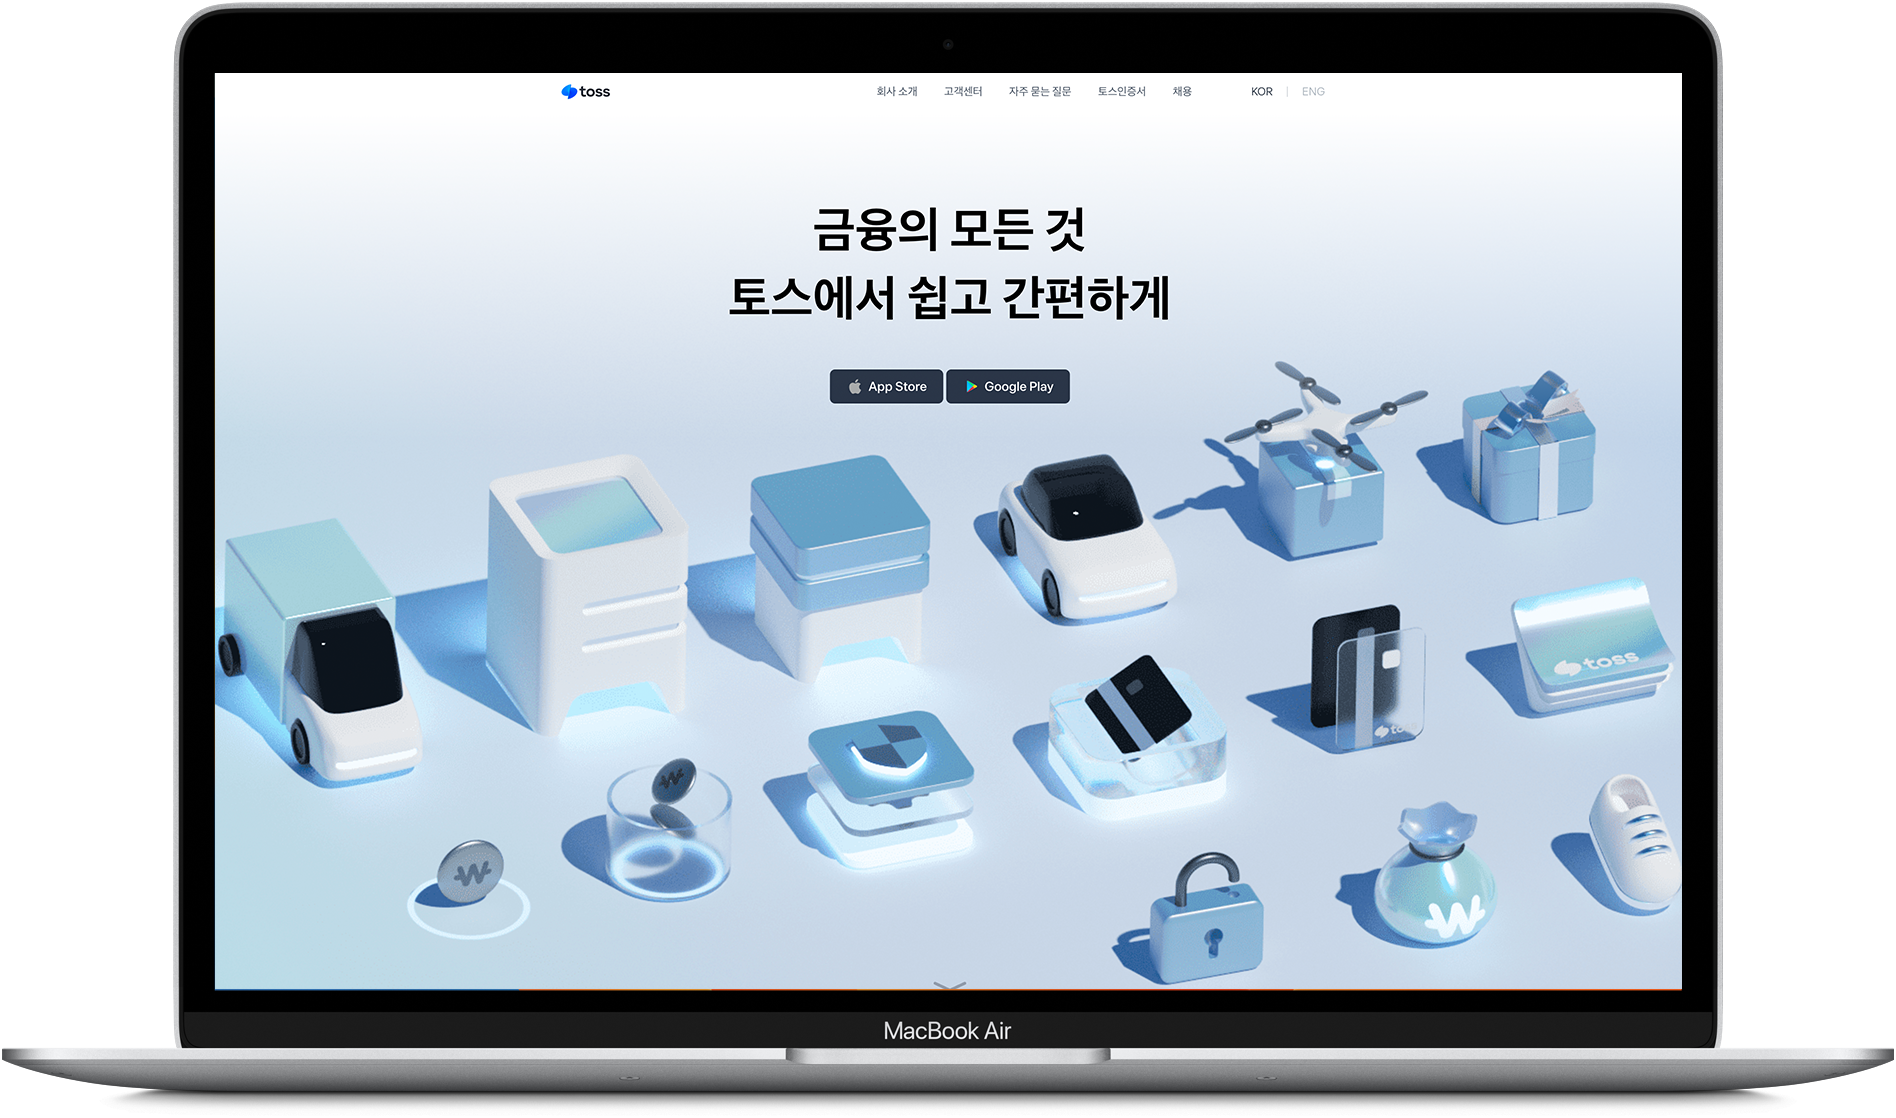 toss 회사 소개 고객센터 자주 묻는 질문 토스인증서 채용 KOR | ENG
금융의 모든 것
토스에서 쉽고 간편하게
App Store Google Play
toss
MacBook Air